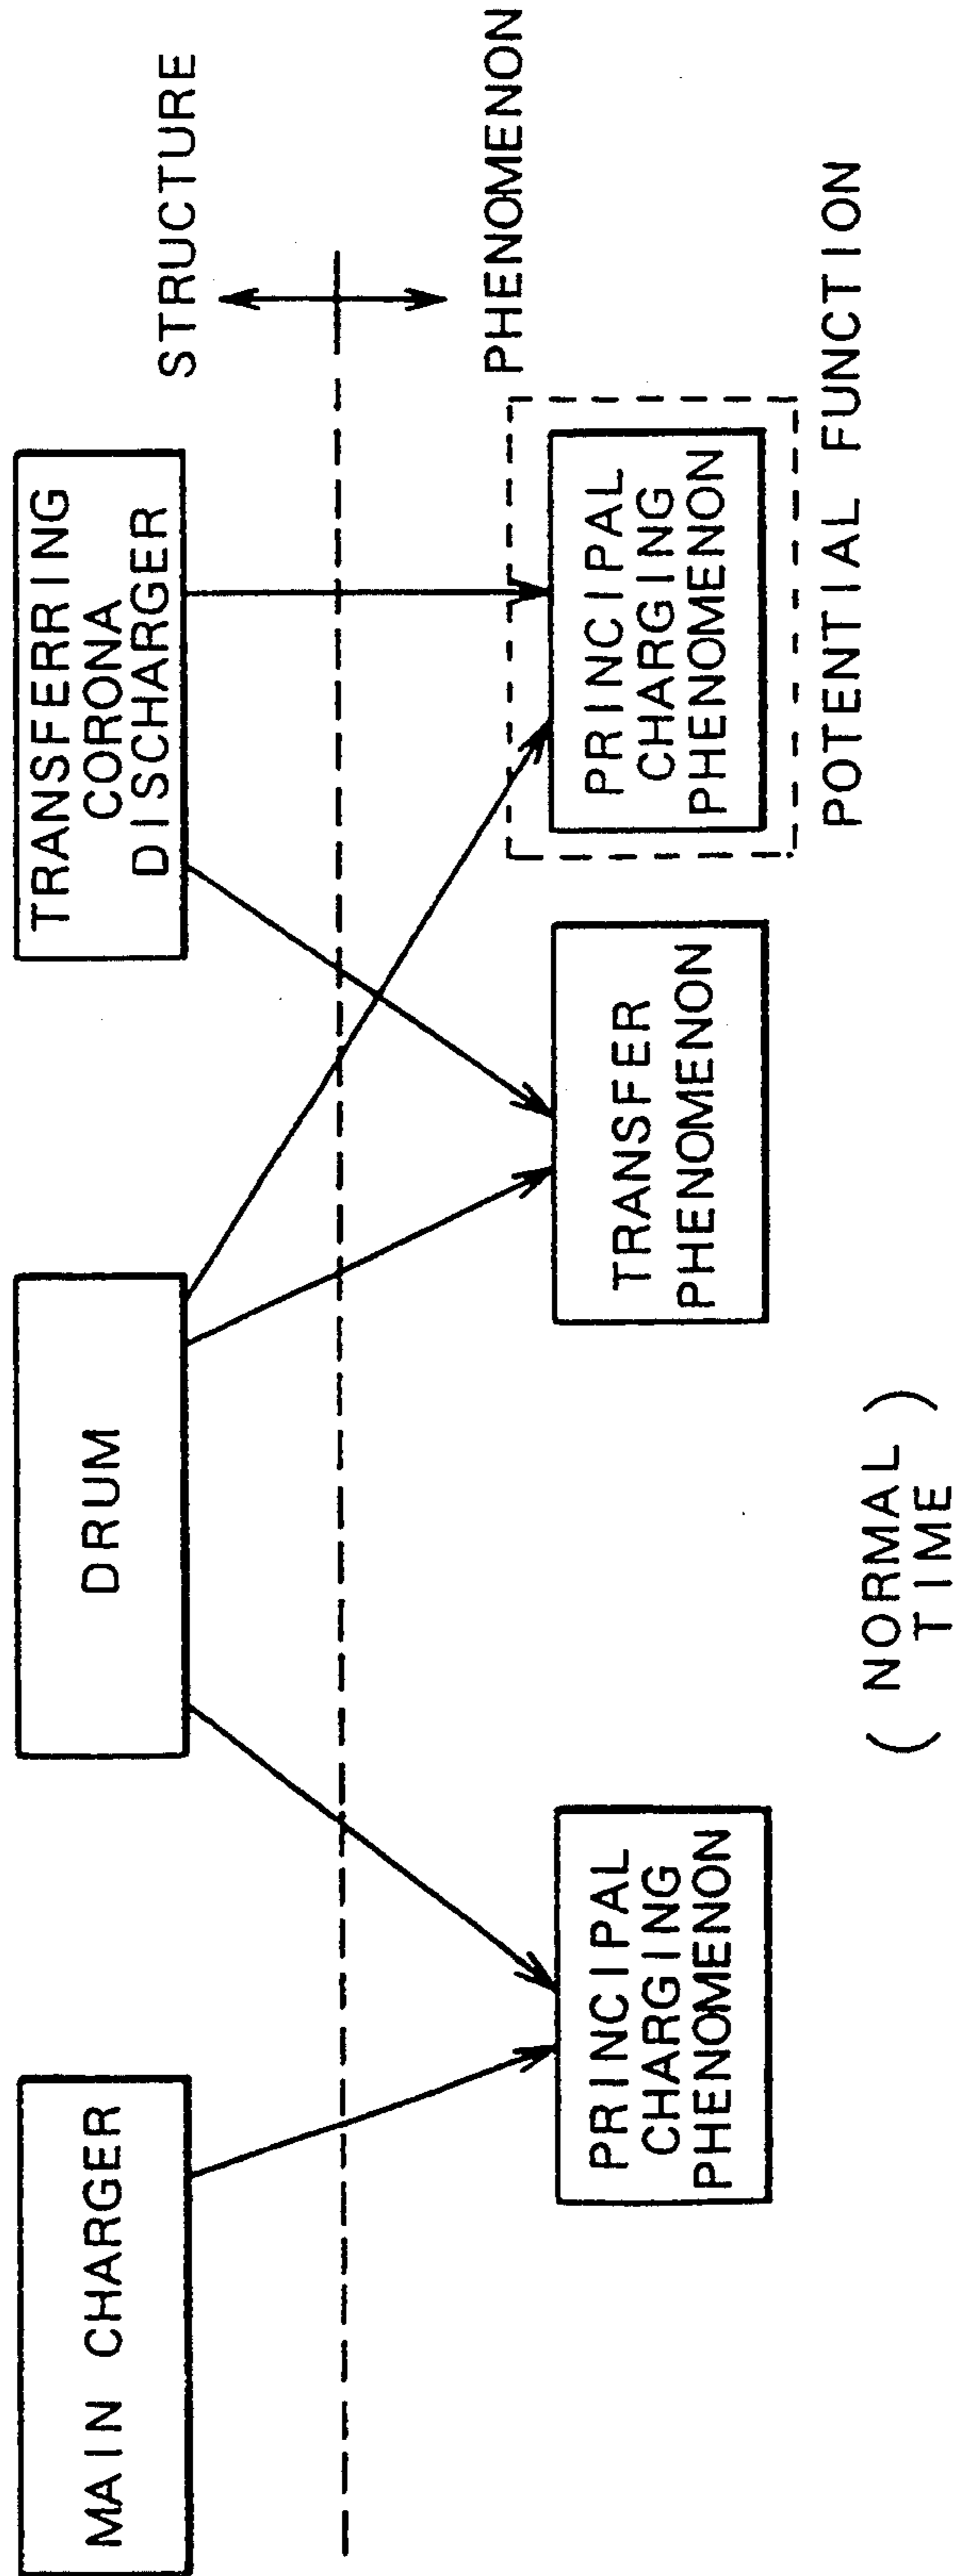 MAIN CHARGER
DRUM
TRANSFERRING
CORONA
DISCHARGER
STRUCTURE
PHENOMENON
PRINCIPAL
CHARGING
PHENOMENON
TRANSFER
PHENOMENON
PRINCIPAL
CHARGING
PHENOMENON
POTENTIAL FUNCTION
( NORMAL )
TIME